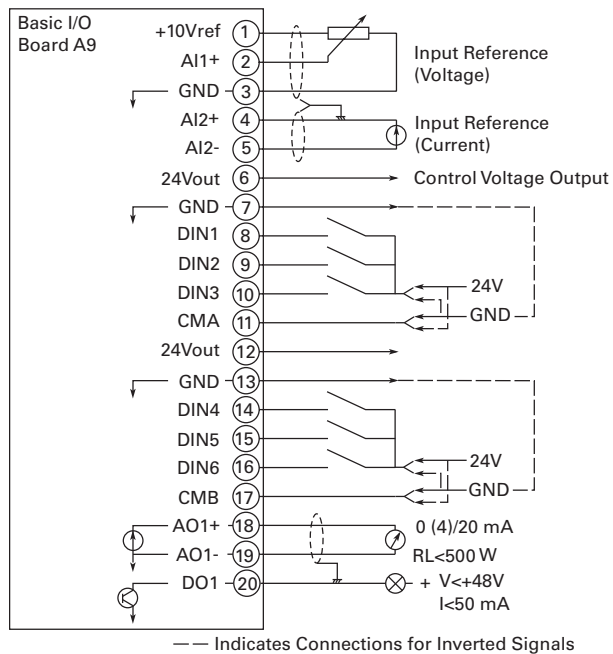 Basic I/O
Board A9
+10Vref 1
AI1+ 2
GND 3
AI2+ 4
AI2- 5
24Vout 6
GND 7
DIN1 8
DIN2 9
DIN3 10
CMA 11
24Vout 12
GND 13
DIN4 14
DIN5 15
DIN6 16
CMB 17
AO1+ 18
AO1- 19
DO1 20
Input Reference
(Voltage)
Input Reference
(Current)
Control Voltage Output
24V
GND
24V
GND
0 (4)/20 mA
RL<500 W
+ V<+48V
I<50 mA
Indicates Connections for Inverted Signals